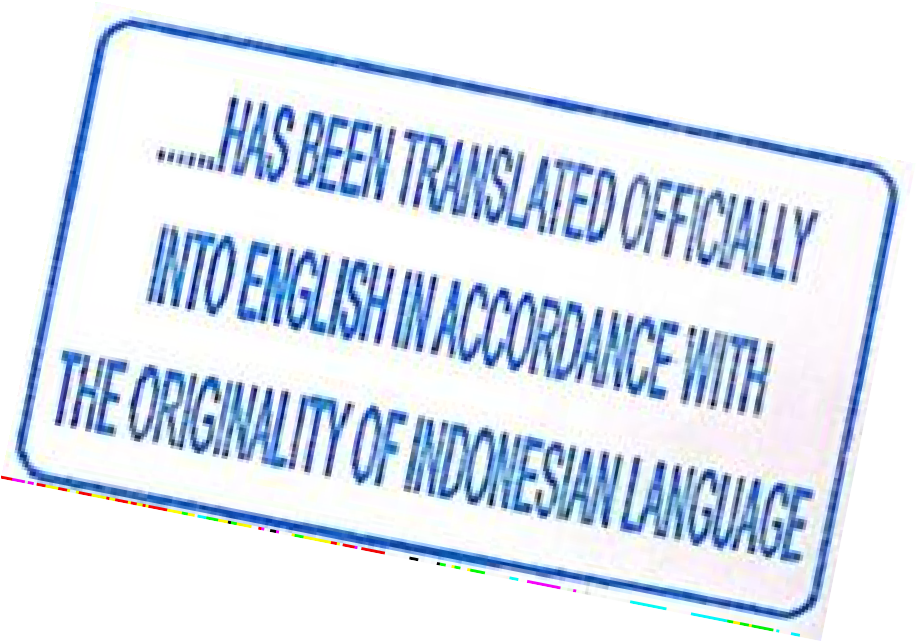 ......HAS BEEN TRANSLATED OFFICIALLY
INTO ENGLISH IN ACCORDANCE WITH
THE ORIGINALITY OF INDONESIAN LANGUAGE